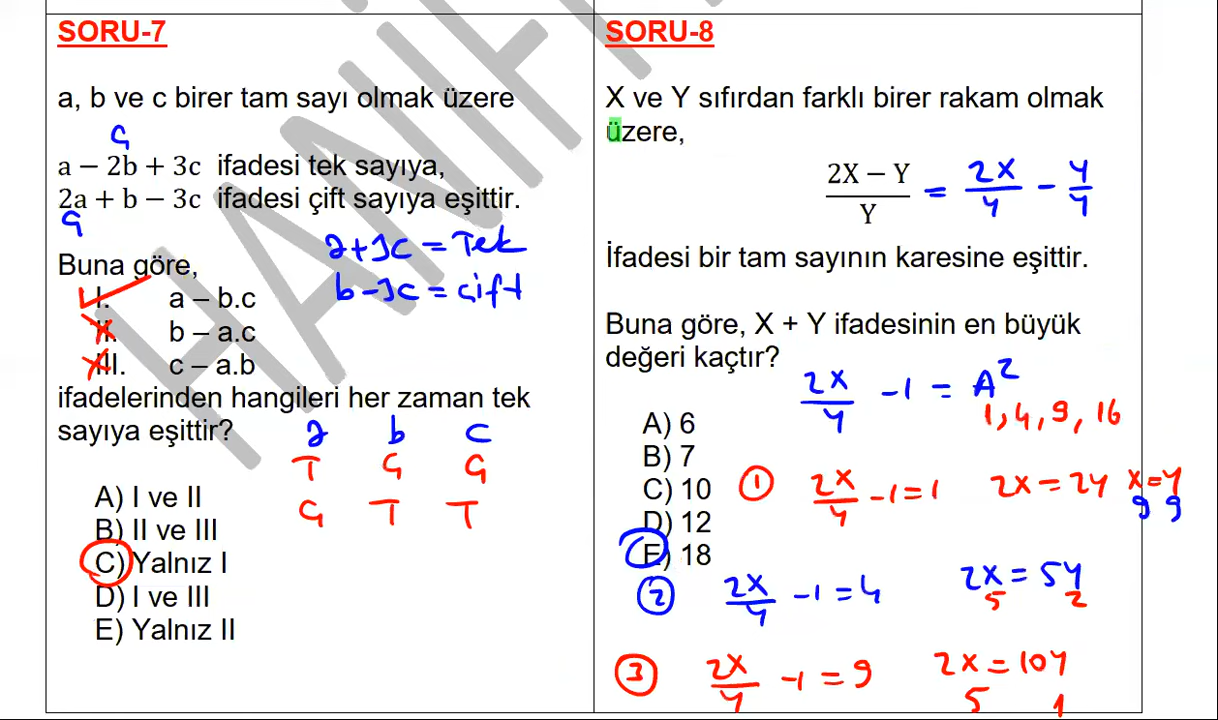 SORU-7
a, b ve c birer tam sayı olmak üzere
Ç
a − 2b + 3c ifadesi tek sayıya,
2a + b − 3c ifadesi çift sayıya eşittir.
Ç
a+3c = Tek
Buna göre,
b-3c = çift
I. a – b.c
II. b – a.c
III. c – a.b
ifadelerinden hangileri her zaman tek
sayıya eşittir?
a b c
T Ç Ç
Ç T T
A) I ve II
B) II ve III
C) Yalnız I
D) I ve III
E) Yalnız II
SORU-8
X ve Y sıfırdan farklı birer rakam olmak
üzere,
(2X − Y)/Y = 2X/Y - Y/Y
İfadesi bir tam sayının karesine eşittir.
Buna göre, X + Y ifadesinin en büyük
değeri kaçtır?
2X/Y -1 = A²
1, 4, 9, 16
A) 6
B) 7
C) 10
D) 12
E) 18
① 2X/Y -1 = 1 2X = 2Y X = Y
9 9
② 2X/Y -1 = 4 2X = 5Y
5 2
③ 2X/Y -1 = 9 2X = 10Y
5 1
HANİF